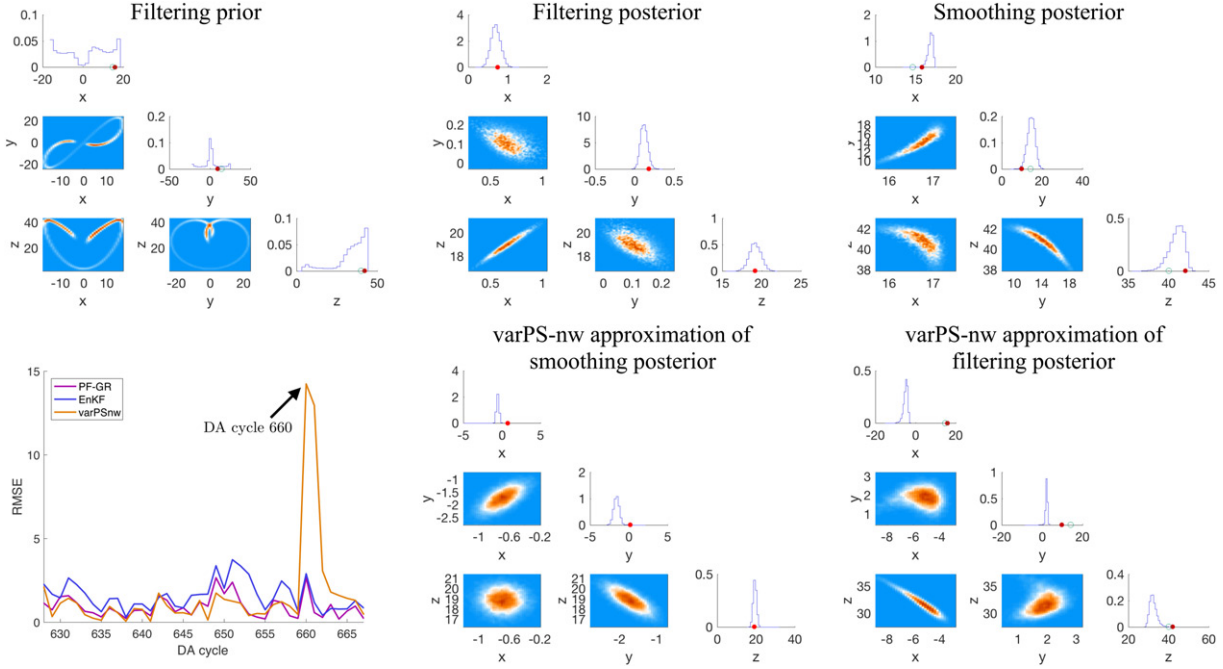 Filtering prior
Filtering posterior
Smoothing posterior
0.1
0.05
0
-20 0 20
x
4
2
0
0 1 2
x
2
1
0
10 15 20
x
y
20
0
-20
-10 0 10
x
0.2
0.1
0
-50 0 50
y
y
0.2
0.1
0
0.5 1
x
10
5
0
-0.5 0 0.5
y
18
16
14
12
10
16 17
x
0.2
0.1
0
0 20 40
y
z
40
30
20
-10 0 10
x
z
40
30
20
-20 0 20
y
0.1
0.05
0
0 50
z
z
20
18
0.5 1
x
z
20
18
0 0.05 0.1 0.15
y
1
0.5
0
15 20 25
z
42
40
38
16 17
x
z
42
40
38
10 14 18
y
0.4
0.2
0
35 40 45
z
15
10
5
0
RMSE
PF-GR
EnKF
varPSnw
DA cycle 660
630 635 640 645 650 655 660 665
DA cycle
varPS-nw approximation of
smoothing posterior
4
2
0
-5 0 5
x
y
-1
-1.5
-2
-2.5
-1 -0.6 -0.2
x
2
1
0
-5 0 5
y
z
21
20
19
18
17
-1 -0.6 -0.2
x
z
21
20
19
18
17
-2 -1
y
0.5
0
0 20 40
z
varPS-nw approximation of
filtering posterior
0.5
0
-20 0 20
x
y
3
2
1
-8 -6 -4
x
1
0.5
0
-20 0 20
y
z
35
30
-8 -6 -4
x
z
35
30
1 2 3
y
0.4
0.2
0
20 40 60
z